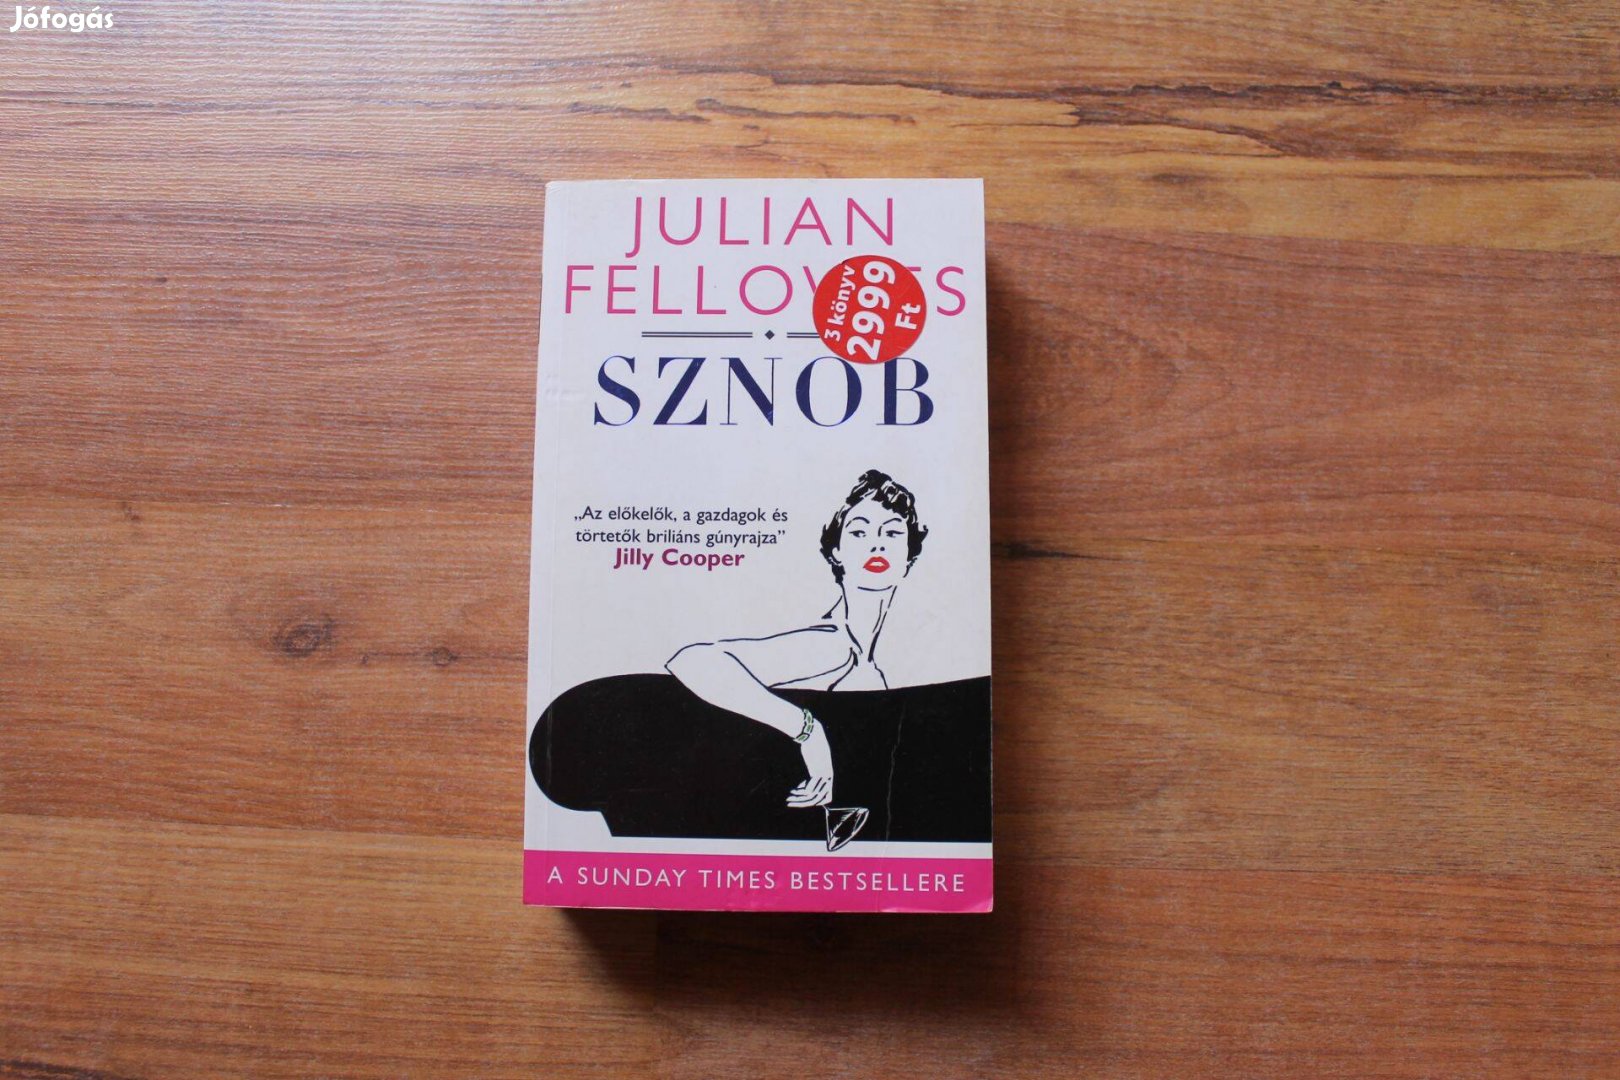 Jófogás
JULIAN
FELLOWES
3 könyv
2999
Ft
SZNOB
„Az előkelők, a gazdagok és
törtetők briliáns gúnyrajza”
Jilly Cooper
A SUNDAY TIMES BESTSELLERE